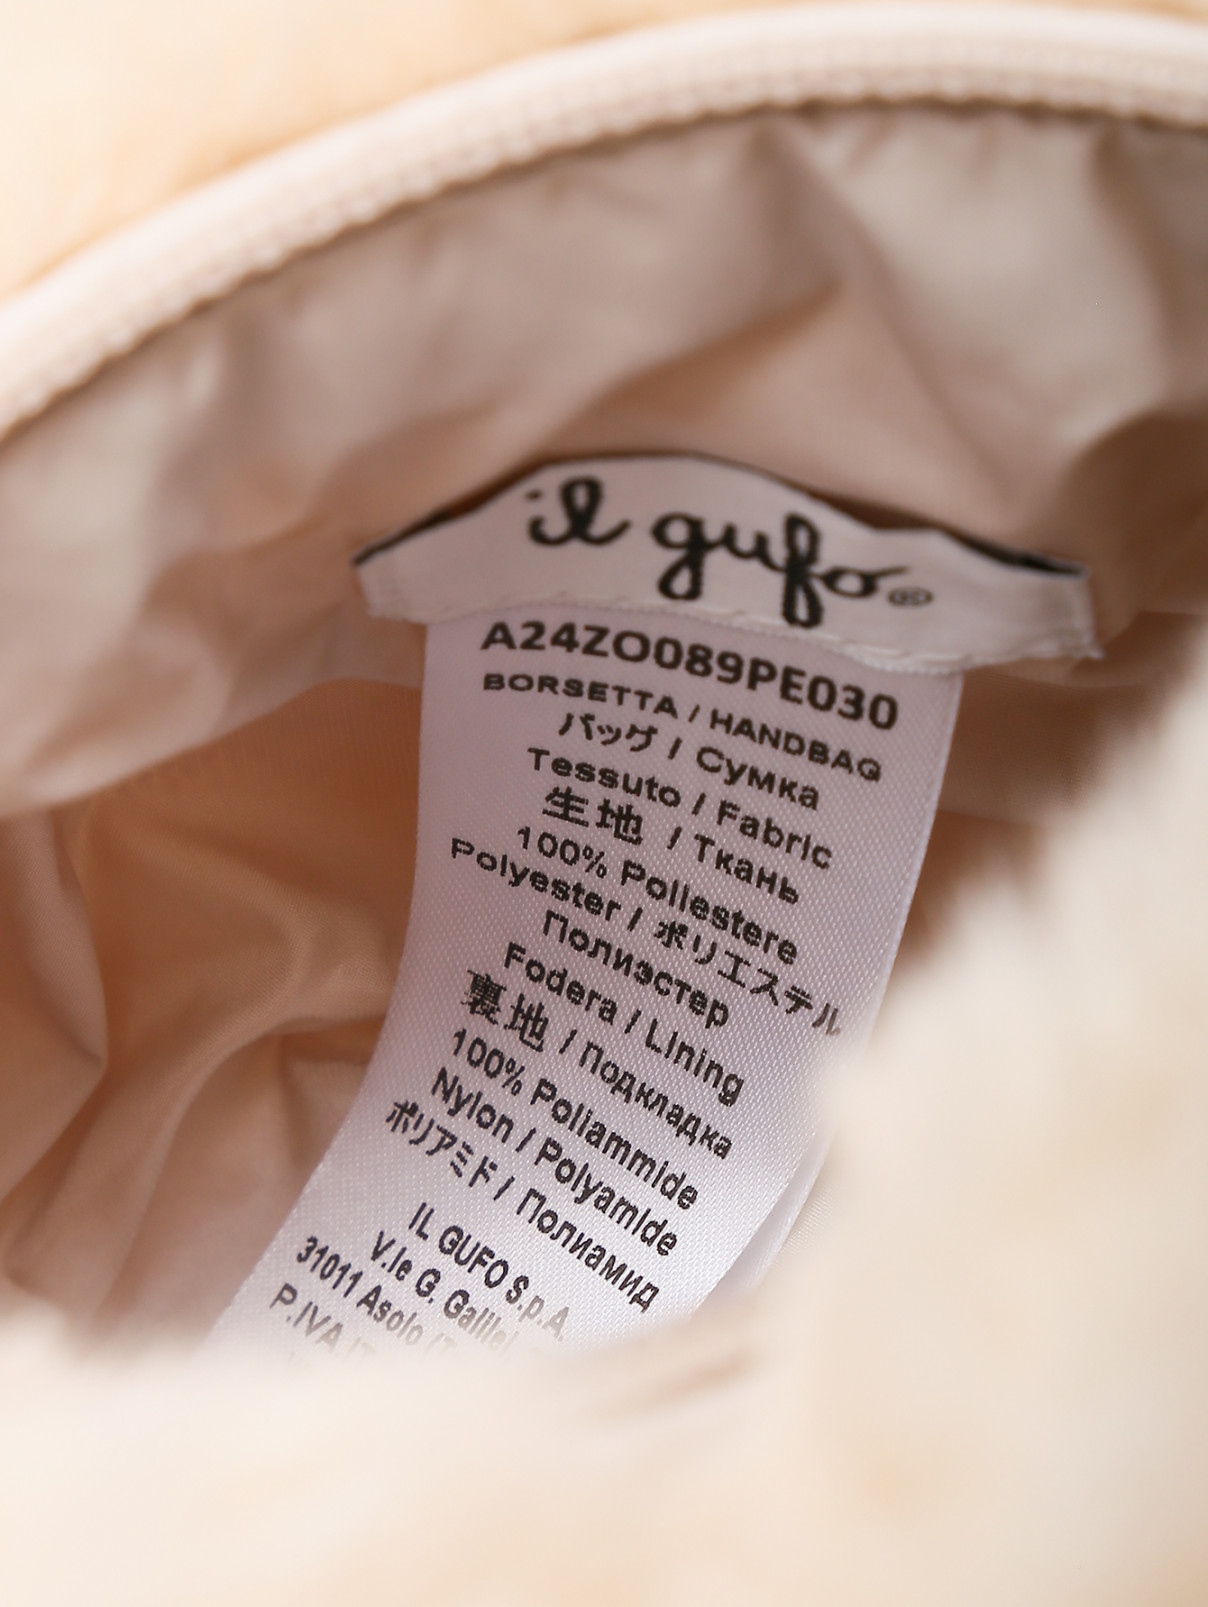 il gufo®
A24ZO089PE030
BORSETTA / HANDBAG
バッグ / Сумка
Tessuto / Fabric
生地 / Ткань
100% Poliestere
Polyester / ポリエステル
Полиэстер
Fodera / Lining
裏地 / Подкладка
100% Poliammide
Nylon / Polyamide
ポリアミド / Полиамид
IL GUFO S.p.A.
V.le G. Galilei
31011 Asolo
P.IVA